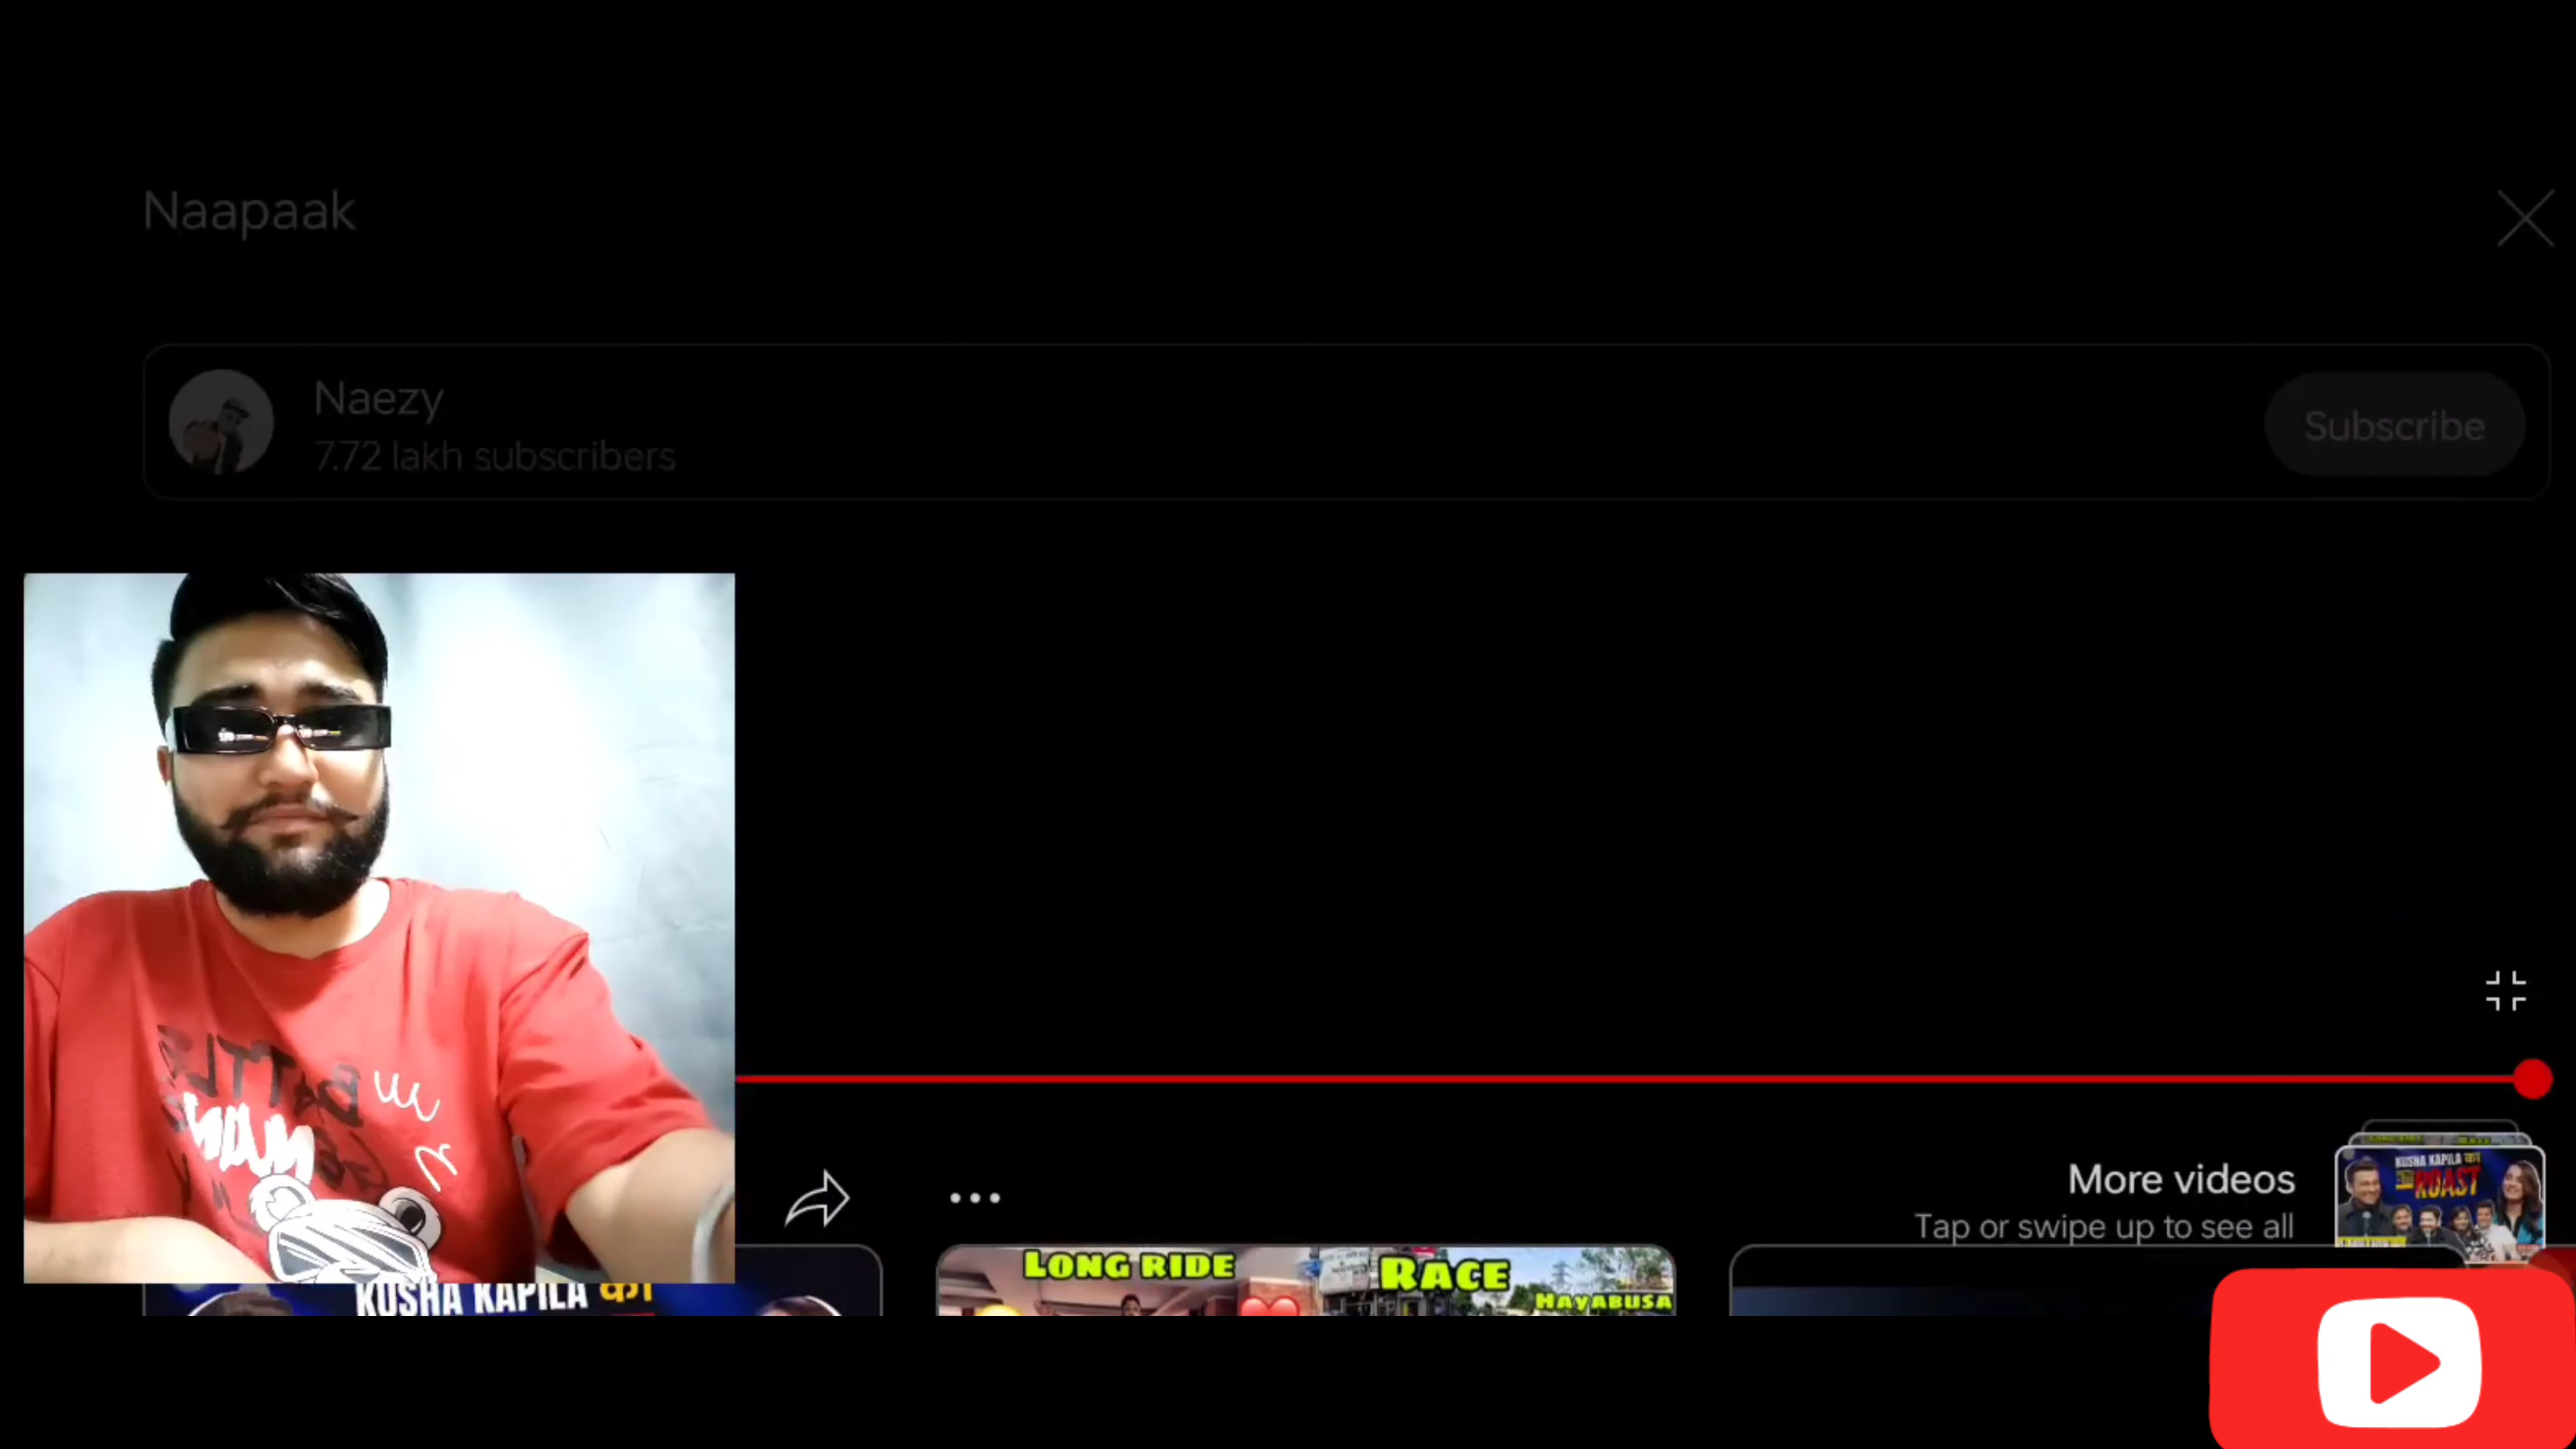 Naapaak
Naezy
7.72 lakh subscribers
Subscribe
BATTLE
More videos
Tap or swipe up to see all
KUSHA KAPILA का
ROAST
KUSHA KAPILA का
LONG RIDE
RACE
HAYABUSA